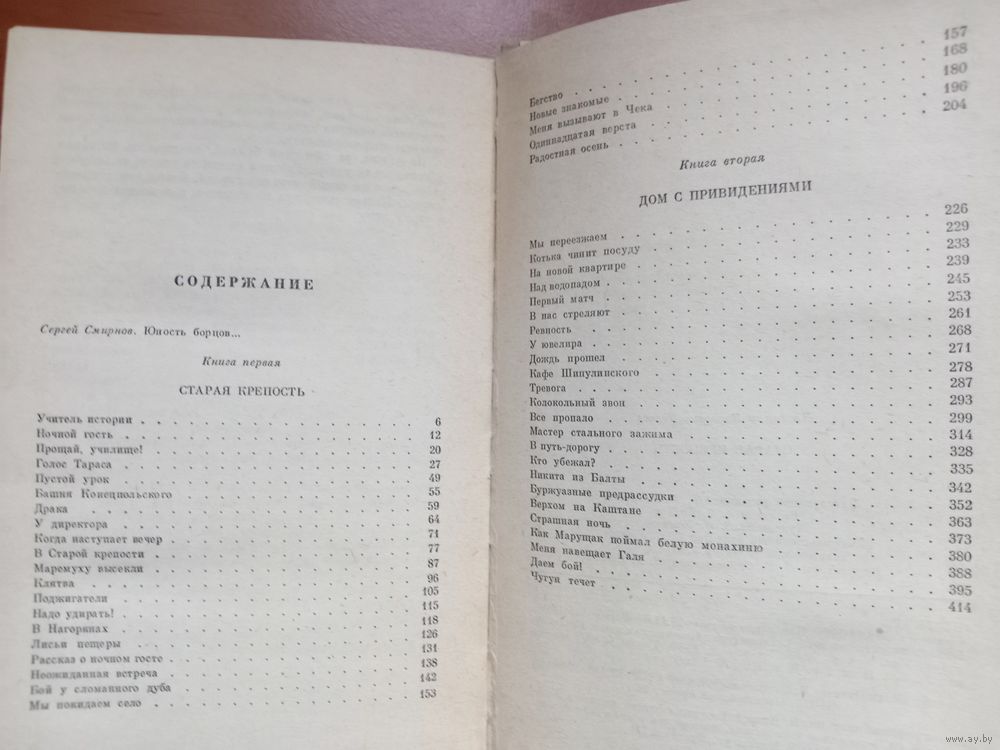 СОДЕРЖАНИЕ
Сергей Смирнов. Юность борцов...
Книга первая
СТАРАЯ КРЕПОСТЬ
Учитель истории . . . 6
Ночной гость . . . 12
Прощай, училище! . . . 20
Голос Тараса . . . 27
Пустой урок . . . 49
Башня Конецпольского . . . 55
Драка . . . 59
У директора . . . 64
Когда наступает вечер . . . 71
В Старой крепости . . . 77
Маремуху высекли . . . 87
Клятва . . . 96
Поджигатели . . . 105
Надо удирать! . . . 115
В Нагорянах . . . 118
Лисьи пещеры . . . 126
Рассказ о ночном госте . . . 131
Неожиданная встреча . . . 138
Бой у сломанного дуба . . . 142
Мы покидаем село . . . 153
Бегство . . . 157
Новые знакомые . . . 168
Меня вызывают в Чека . . . 180
Одиннадцатая верста . . . 196
Радостная осень . . . 204
Книга вторая
ДОМ С ПРИВИДЕНИЯМИ
Мы переезжаем . . . 226
Котька чинит посуду . . . 229
На новой квартире . . . 233
Над водопадом . . . 239
Первый матч . . . 245
В нас стреляют . . . 253
Ревность . . . 261
У ювелира . . . 268
Дождь прошел . . . 271
Кафе Шипулинского . . . 278
Тревога . . . 287
Колокольный звон . . . 293
Все пропало . . . 299
Мастер стального зажима . . . 314
В путь-дорогу . . . 328
Кто убежал? . . . 335
Никита из Балты . . . 342
Буржуазные предрассудки . . . 352
Верхом на Каштане . . . 363
Страшная ночь . . . 373
Как Марущак поймал белую монахиню . . . 380
Меня навещает Галя . . . 388
Даем бой! . . . 395
Чугун течет . . . 414
www.ay.by